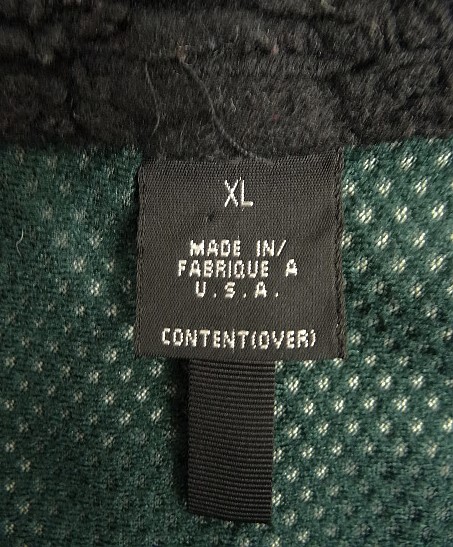 XL
MADE IN/
FABRIQUE A
U.S.A.
CONTENT(OVER)